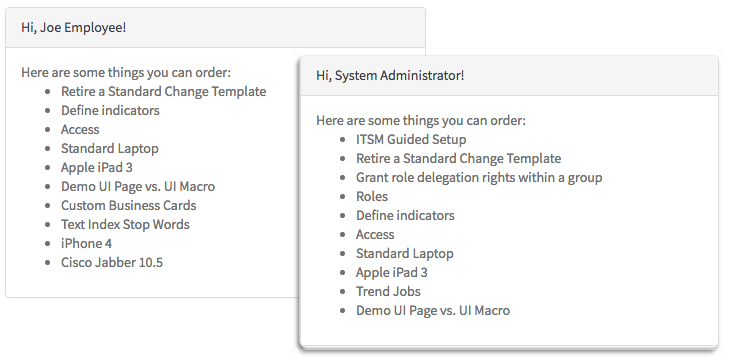 Hi, Joe Employee!
Here are some things you can order:
Retire a Standard Change Template
Define indicators
Access
Standard Laptop
Apple iPad 3
Demo UI Page vs. UI Macro
Custom Business Cards
Text Index Stop Words
iPhone 4
Cisco Jabber 10.5
Hi, System Administrator!
Here are some things you can order:
ITSM Guided Setup
Retire a Standard Change Template
Grant role delegation rights within a group
Roles
Define indicators
Access
Standard Laptop
Apple iPad 3
Trend Jobs
Demo UI Page vs. UI Macro